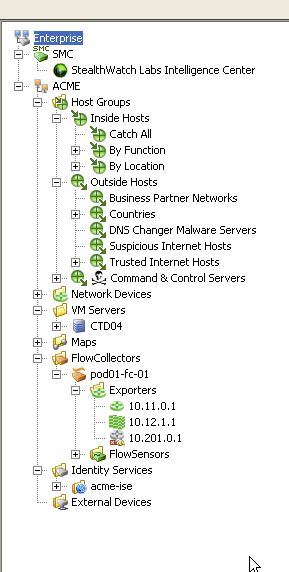 Enterprise
SMC
SMC
StealthWatch Labs Intelligence Center
ACME
Host Groups
Inside Hosts
Catch All
By Function
By Location
Outside Hosts
Business Partner Networks
Countries
DNS Changer Malware Servers
Suspicious Internet Hosts
Trusted Internet Hosts
Command & Control Servers
Network Devices
VM Servers
CTD04
Maps
FlowCollectors
pod01-fc-01
Exporters
10.11.0.1
10.12.1.1
10.201.0.1
FlowSensors
Identity Services
acme-ise
External Devices